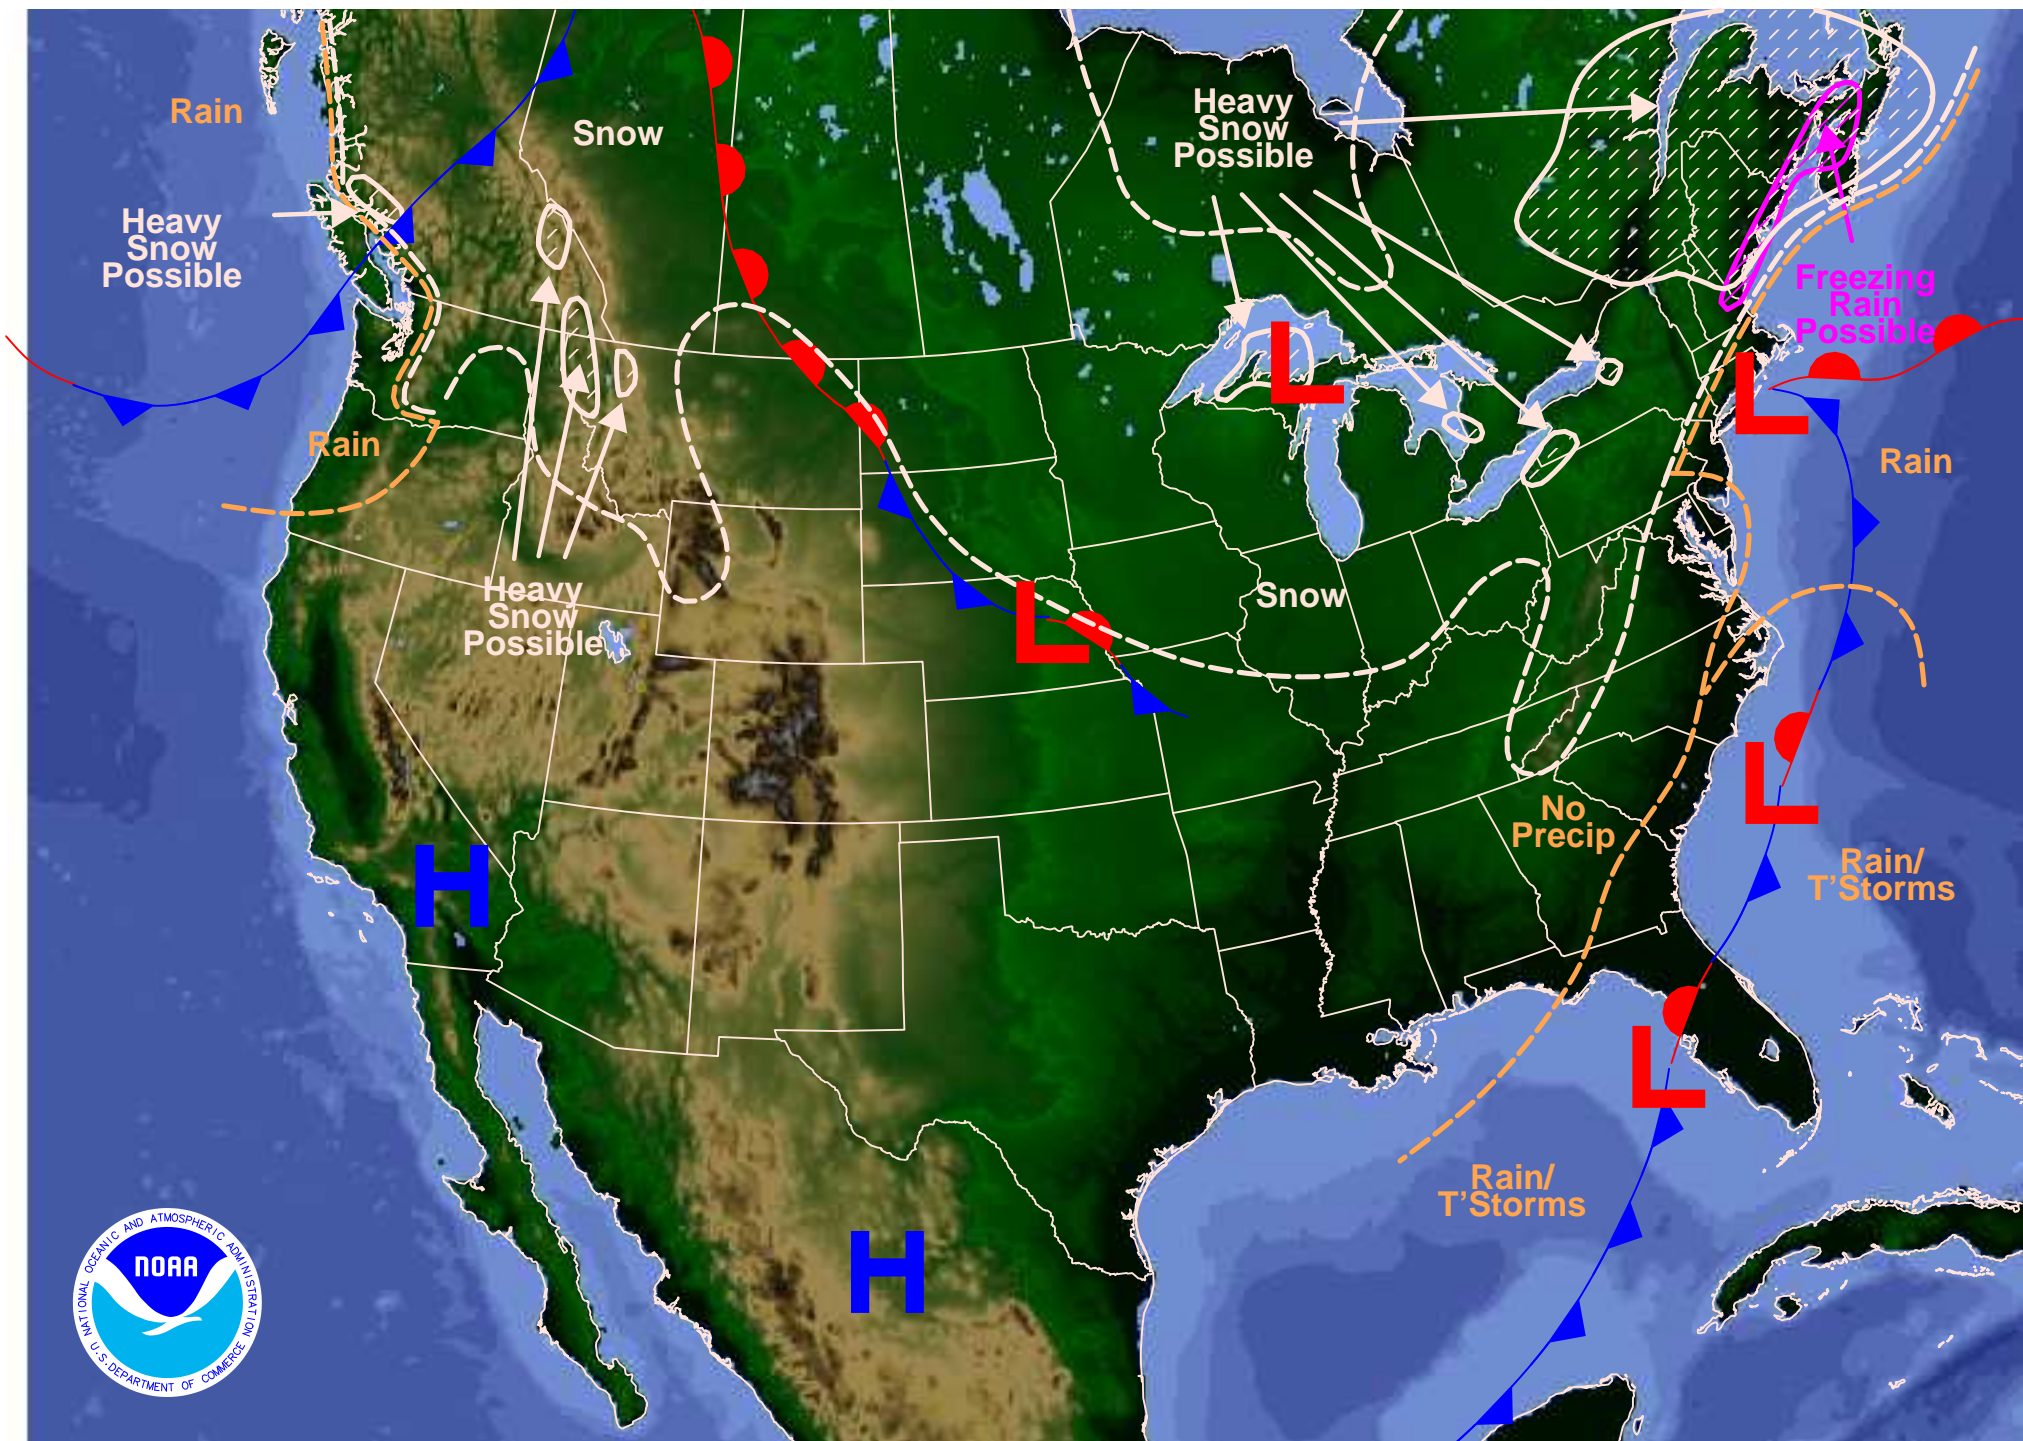 Rain
Snow
Heavy
Snow
Possible
Heavy
Snow
Possible
Freezing
Rain
Possible
L
L
Rain
Rain
Heavy
Snow
Possible
Snow
L
L
No
Precip
H
Rain/
T'Storms
L
Rain/
T'Storms
H
NATIONAL OCEANIC AND ATMOSPHERIC ADMINISTRATION
NOAA
U.S. DEPARTMENT OF COMMERCE